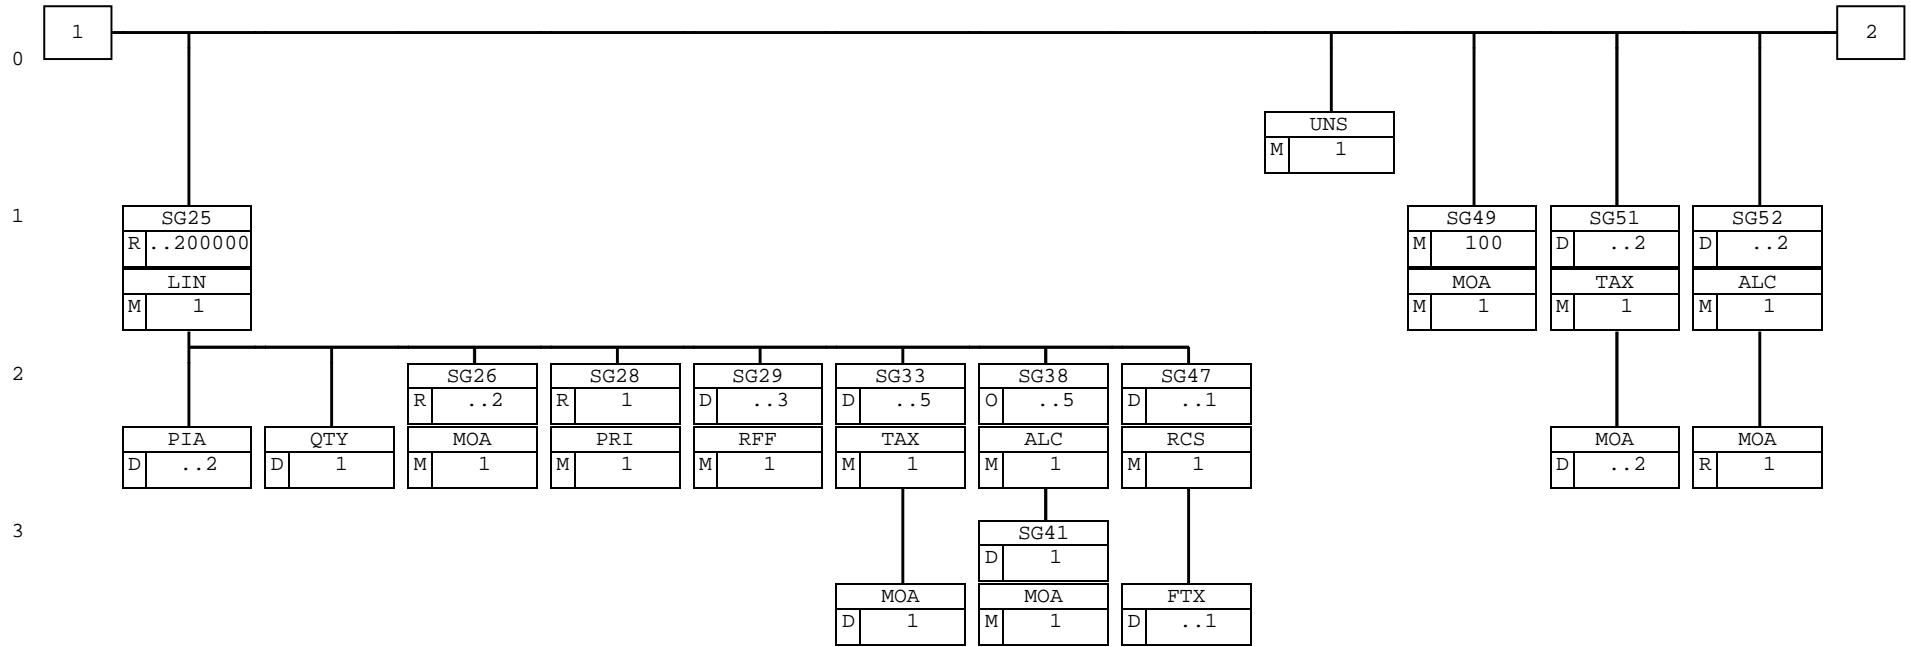 1 2
0
UNS
M 1
1 SG25 SG49 SG51 SG52
R ..200000 M 100 D ..2 D ..2
LIN MOA TAX ALC
M 1 M 1 M 1 M 1
2 SG26 SG28 SG29 SG33 SG38 SG47
R ..2 R 1 D ..3 D ..5 O ..5 D ..1
PIA QTY MOA PRI RFF TAX ALC RCS MOA MOA
D ..2 D 1 M 1 M 1 M 1 M 1 M 1 M 1 D ..2 R 1
3 SG41
D 1
MOA MOA FTX
D 1 M 1 D ..1